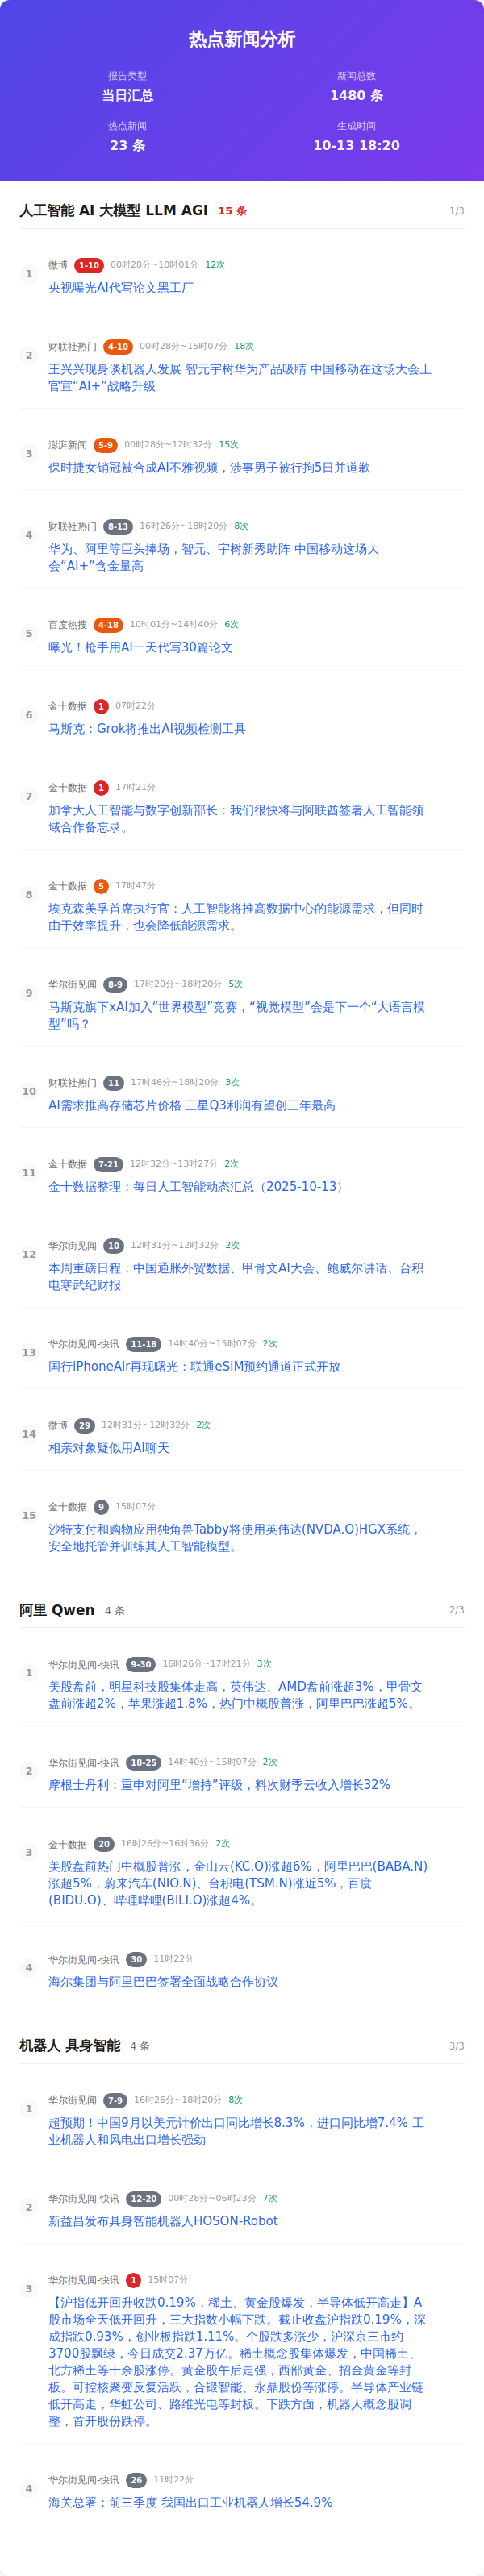 热点新闻分析
报告类型
新闻总数
当日汇总
1480 条
热点新闻
生成时间
23 条
10-13 18:20
人工智能 AI 大模型 LLM AGI 15 条 1/3
1
微博 1-10 00时28分~10时01分 12次
央视曝光AI代写论文黑工厂
2
财联社热门 4-10 00时28分~15时07分 18次
王兴兴现身谈机器人发展 智元宇树华为产品吸睛 中国移动在这场大会上
官宣“AI+”战略升级
3
澎湃新闻 5-9 00时28分~12时32分 15次
保时捷女销冠被合成AI不雅视频，涉事男子被行拘5日并道歉
4
财联社热门 8-13 16时26分~18时20分 8次
华为、阿里等巨头捧场，智元、宇树新秀助阵 中国移动这场大
会“AI+”含金量高
5
百度热搜 4-18 10时01分~14时40分 6次
曝光！枪手用AI一天代写30篇论文
6
金十数据 1 07时22分
马斯克：Grok将推出AI视频检测工具
7
金十数据 1 17时21分
加拿大人工智能与数字创新部长：我们很快将与阿联酋签署人工智能领
域合作备忘录。
8
金十数据 5 17时47分
埃克森美孚首席执行官：人工智能将推高数据中心的能源需求，但同时
由于效率提升，也会降低能源需求。
9
华尔街见闻 8-9 17时20分~18时20分 5次
马斯克旗下xAI加入“世界模型”竞赛，“视觉模型”会是下一个“大语言模
型”吗？
10
财联社热门 11 17时46分~18时20分 3次
AI需求推高存储芯片价格 三星Q3利润有望创三年最高
11
金十数据 7-21 12时32分~13时27分 2次
金十数据整理：每日人工智能动态汇总（2025-10-13）
12
华尔街见闻 10 12时31分~12时32分 2次
本周重磅日程：中国通胀外贸数据、甲骨文AI大会、鲍威尔讲话、台积
电寒武纪财报
13
华尔街见闻-快讯 11-18 14时40分~15时07分 2次
国行iPhoneAir再现曙光：联通eSIM预约通道正式开放
14
微博 29 12时31分~12时32分 2次
相亲对象疑似用AI聊天
15
金十数据 9 15时07分
沙特支付和购物应用独角兽Tabby将使用英伟达(NVDA.O)HGX系统，
安全地托管并训练其人工智能模型。
阿里 Qwen 4 条 2/3
1
华尔街见闻-快讯 9-30 16时26分~17时21分 3次
美股盘前，明星科技股集体走高，英伟达、AMD盘前涨超3%，甲骨文
盘前涨超2%，苹果涨超1.8%，热门中概股普涨，阿里巴巴涨超5%。
2
华尔街见闻-快讯 18-25 14时40分~15时07分 2次
摩根士丹利：重申对阿里“增持”评级，料次财季云收入增长32%
3
金十数据 20 16时26分~16时36分 2次
美股盘前热门中概股普涨，金山云(KC.O)涨超6%，阿里巴巴(BABA.N)
涨超5%，蔚来汽车(NIO.N)、台积电(TSM.N)涨近5%，百度
(BIDU.O)、哔哩哔哩(BILI.O)涨超4%。
4
华尔街见闻-快讯 30 11时22分
海尔集团与阿里巴巴签署全面战略合作协议
机器人 具身智能 4 条 3/3
1
华尔街见闻 7-9 16时26分~18时20分 8次
超预期！中国9月以美元计价出口同比增长8.3%，进口同比增7.4% 工
业机器人和风电出口增长强劲
2
华尔街见闻-快讯 12-20 00时28分~06时23分 7次
新益昌发布具身智能机器人HOSON-Robot
3
华尔街见闻-快讯 1 15时07分
【沪指低开回升收跌0.19%，稀土、黄金股爆发，半导体低开高走】A
股市场全天低开回升，三大指数小幅下跌。截止收盘沪指跌0.19%，深
成指跌0.93%，创业板指跌1.11%。个股跌多涨少，沪深京三市约
3700股飘绿，今日成交2.37万亿。稀土概念股集体爆发，中国稀土、
北方稀土等十余股涨停。黄金股午后走强，西部黄金、招金黄金等封
板。可控核聚变反复活跃，合锻智能、永鼎股份等涨停。半导体产业链
低开高走，华虹公司、路维光电等封板。下跌方面，机器人概念股调
整，首开股份跌停。
4
华尔街见闻-快讯 26 11时22分
海关总署：前三季度 我国出口工业机器人增长54.9%